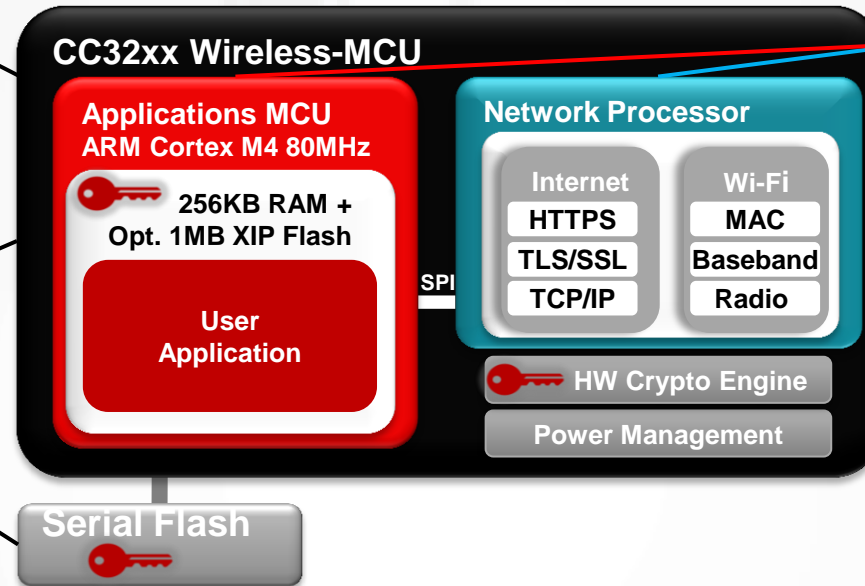 CC32xx Wireless-MCU
Applications MCU
ARM Cortex M4 80MHz
256KB RAM +
Opt. 1MB XIP Flash
User
Application
SPI
Network Processor
Internet
HTTPS
TLS/SSL
TCP/IP
Wi-Fi
MAC
Baseband
Radio
HW Crypto Engine
Power Management
Serial Flash